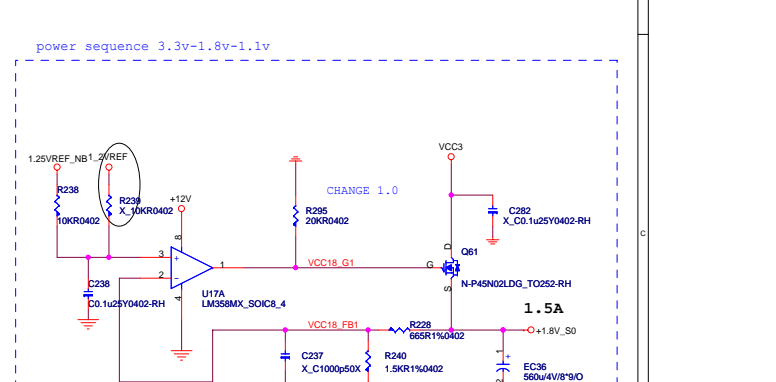 power sequence 3.3v-1.8v-1.1v
1.25VREF_NB
1_2VREF
VCC3
R238
10KR0402
R239
X_10KR0402
+12V
CHANGE 1.0
R295
20KR0402
C282
X_C0.1u25Y0402-RH
C
8
3
+
2
-
1
4
VCC18_G1
G
D
S
Q61
N-P45N02LDG_TO252-RH
C238
C0.1u25Y0402-RH
U17A
LM358MX_SOIC8_4
1.5A
VCC18_FB1
R228
665R1%0402
+1.8V_S0
C237
X_C1000p50X
R240
1.5KR1%0402
1
+
2
EC36
560u/4V/8*9/O